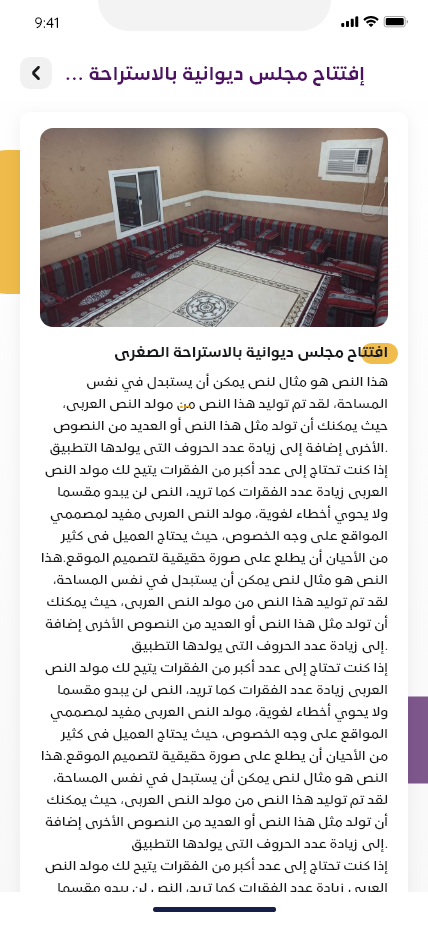 9:41
إفتتاح مجلس ديوانية بالاستراحة ...
افتتاح مجلس ديوانية بالاستراحة الصغرى
هذا النص هو مثال لنص يمكن أن يستبدل في نفس
المساحة، لقد تم توليد هذا النص من مولد النص العربى،
حيث يمكنك أن تولد مثل هذا النص أو العديد من النصوص
.الأخرى إضافة إلى زيادة عدد الحروف التى يولدها التطبيق
إذا كنت تحتاج إلى عدد أكبر من الفقرات يتيح لك مولد النص
العربى زيادة عدد الفقرات كما تريد، النص لن يبدو مقسما
ولا يحوي أخطاء لغوية، مولد النص العربى مفيد لمصممي
المواقع على وجه الخصوص، حيث يحتاج العميل فى كثير
من الأحيان أن يطلع على صورة حقيقية لتصميم الموقع.هذا
النص هو مثال لنص يمكن أن يستبدل في نفس المساحة،
لقد تم توليد هذا النص من مولد النص العربى، حيث يمكنك
أن تولد مثل هذا النص أو العديد من النصوص الأخرى إضافة
.إلى زيادة عدد الحروف التى يولدها التطبيق
إذا كنت تحتاج إلى عدد أكبر من الفقرات يتيح لك مولد النص
العربى زيادة عدد الفقرات كما تريد، النص لن يبدو مقسما
ولا يحوي أخطاء لغوية، مولد النص العربى مفيد لمصممي
المواقع على وجه الخصوص، حيث يحتاج العميل فى كثير
من الأحيان أن يطلع على صورة حقيقية لتصميم الموقع.هذا
النص هو مثال لنص يمكن أن يستبدل في نفس المساحة،
لقد تم توليد هذا النص من مولد النص العربى، حيث يمكنك
أن تولد مثل هذا النص أو العديد من النصوص الأخرى إضافة
.إلى زيادة عدد الحروف التى يولدها التطبيق
إذا كنت تحتاج إلى عدد أكبر من الفقرات يتيح لك مولد النص
العربى زيادة عدد الفقرات كما تريد، النص لن يبدو مقسما